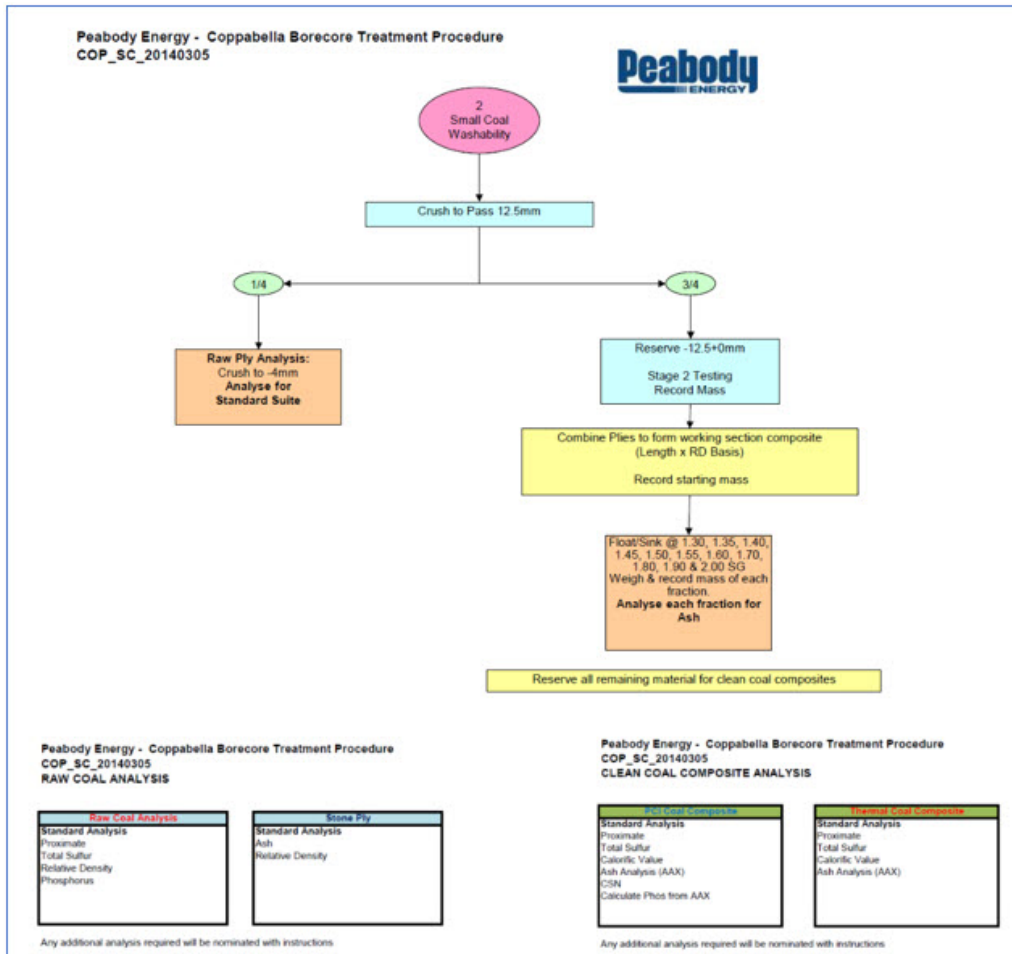 Peabody Energy - Coppabella Borecore Treatment Procedure
COP_SC_20140305
Peabody
ENERGY
2
Small Coal
Washability
Crush to Pass 12.5mm
1/4
3/4
Raw Ply Analysis:
Crush to -4mm
Analyse for
Standard Suite
Reserve -12.5+0mm
Stage 2 Testing
Record Mass
Combine Plies to form working section composite
(Length x RD Basis)
Record starting mass
Float/Sink @ 1.30, 1.35, 1.40,
1.45, 1.50, 1.55, 1.60, 1.70,
1.80, 1.90 & 2.00 SG
Weigh & record mass of each
fraction.
Analyse each fraction for
Ash
Reserve all remaining material for clean coal composites
Peabody Energy - Coppabella Borecore Treatment Procedure
COP_SC_20140305
RAW COAL ANALYSIS
Raw Coal Analysis
Standard Analysis
Proximate
Total Sulfur
Relative Density
Phosphorus
Stone Ply
Standard Analysis
Ash
Relative Density
Any additional analysis required will be nominated with instructions
Peabody Energy - Coppabella Borecore Treatment Procedure
COP_SC_20140305
CLEAN COAL COMPOSITE ANALYSIS
PCI Coal Composite
Standard Analysis
Proximate
Total Sulfur
Calorific Value
Ash Analysis (AAX)
CSN
Calculate Phos from AAX
Thermal Coal Composite
Standard Analysis
Proximate
Total Sulfur
Calorific Value
Ash Analysis (AAX)
Any additional analysis required will be nominated with instructions